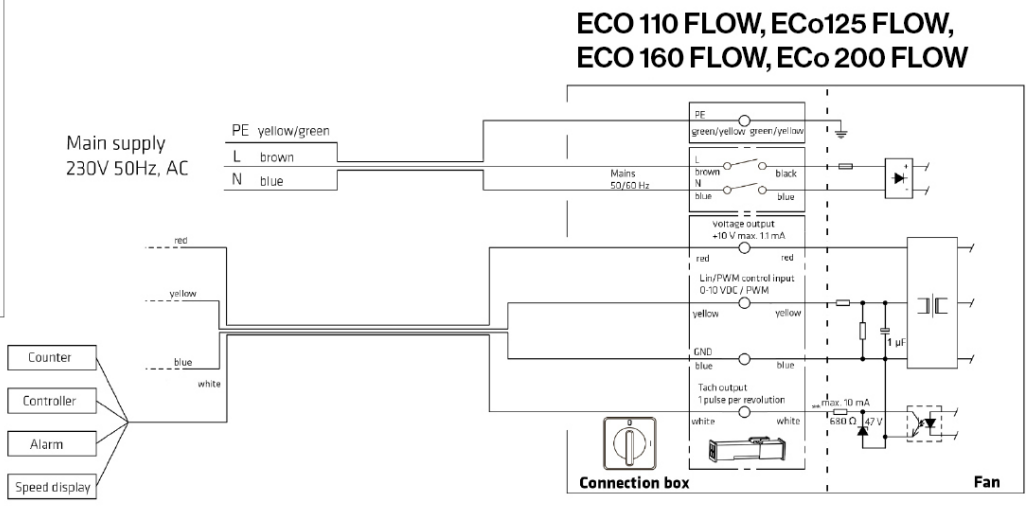 ECO 110 FLOW, ECo125 FLOW,
ECO 160 FLOW, ECo 200 FLOW
Main supply
230V 50Hz, AC
PE yellow/green
L brown
N blue
PE
green/yellow green/yellow
Mains
50/60 Hz
L
brown
black
N
blue
blue
+
-
Voltage output
+10 V max. 1.1 mA
red
red
red
Lin/PWM control input
0-10 VDC / PWM
yellow
yellow
yellow
1 µF
GND
blue
blue
blue
white
Tach output
1 pulse per revolution
white
white
max. 10 mA
680 Ω
47 V
Counter
Controller
Alarm
Speed display
0
I
Connection box
Fan